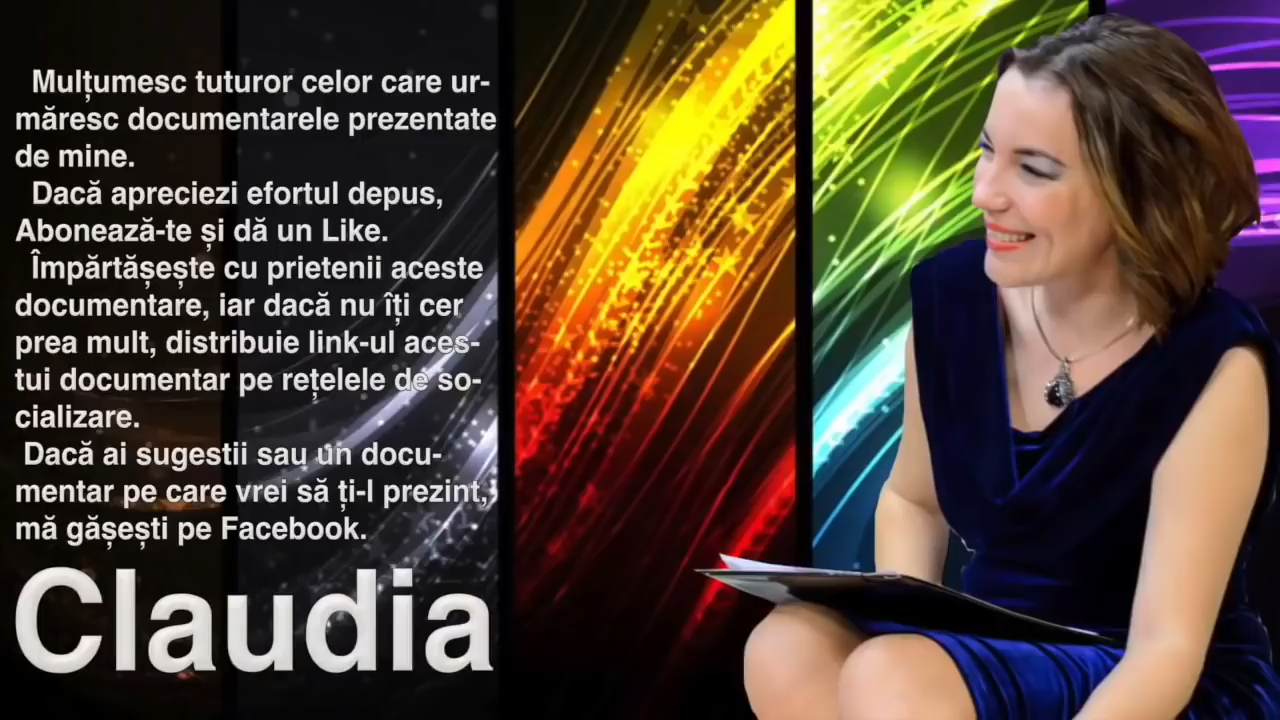 Mulțumesc tuturor celor care ur-
măresc documentarele prezentate
de mine.
Dacă apreciezi efortul depus,
Abonează-te și dă un Like.
Împărtășește cu prietenii aceste
documentare, iar dacă nu îți cer
prea mult, distribuie link-ul aces-
tui documentar pe rețelele de so-
cializare.
Dacă ai sugestii sau un docu-
mentar pe care vrei să ți-l prezint,
mă găsești pe Facebook.
Claudia